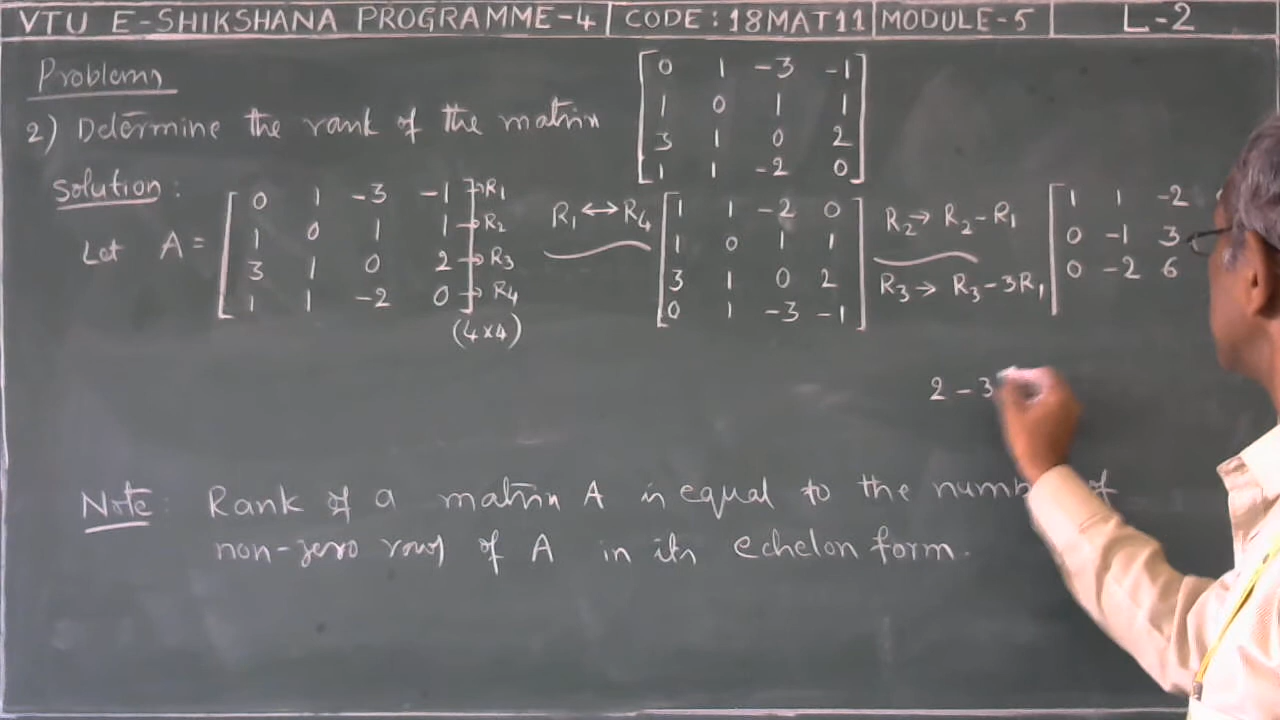 VTU E-SHIKSHANA PROGRAMME-4 | CODE: 18MAT11 | MODULE-5 | L-2
Problems
2) Determine the rank of the matrix
0 1 -3 -1
1 0 1 1
3 1 0 2
1 1 -2 0
Solution:
Let A =
0 1 -3 -1 → R1
1 0 1 1 → R2
3 1 0 2 → R3
1 1 -2 0 → R4
(4×4)
R1 ↔ R4
1 1 -2 0
1 0 1 1
3 1 0 2
0 1 -3 -1
R2 → R2 - R1
R3 → R3 - 3R1
1 1 -2
0 -1 3
0 -2 6
2 - 3
Note: Rank of a matrix A is equal to the of
non-zero rows of A in its echelon form.